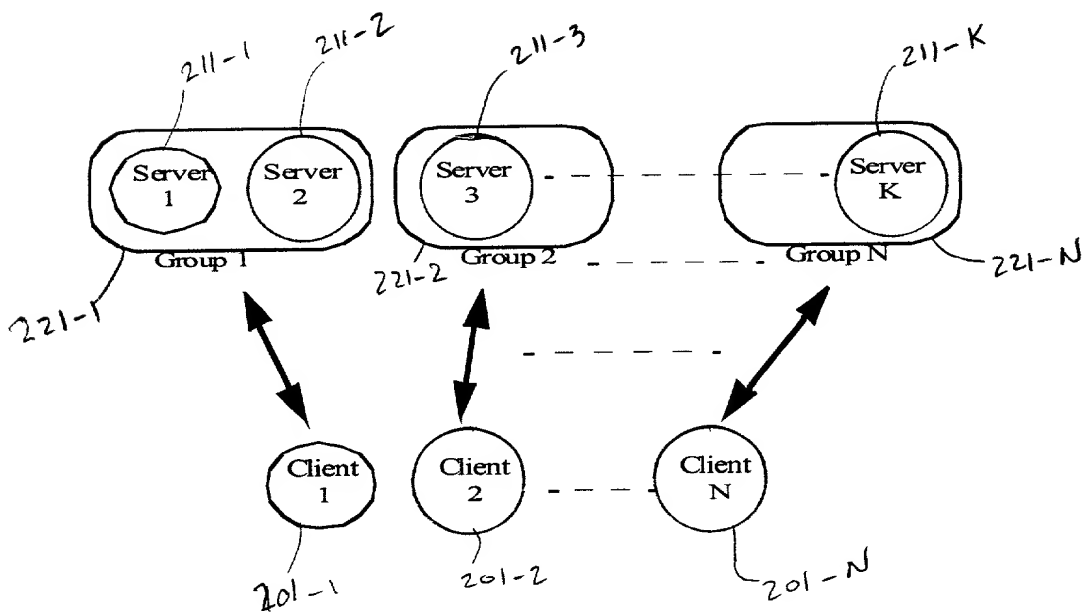 211-1
211-2
211-3
211-K
Server
1
Server
2
Server
3
Server
K
Group 1
Group 2
Group N
221-1
221-2
221-N
Client
1
Client
2
Client
N
201-1
201-2
201-N